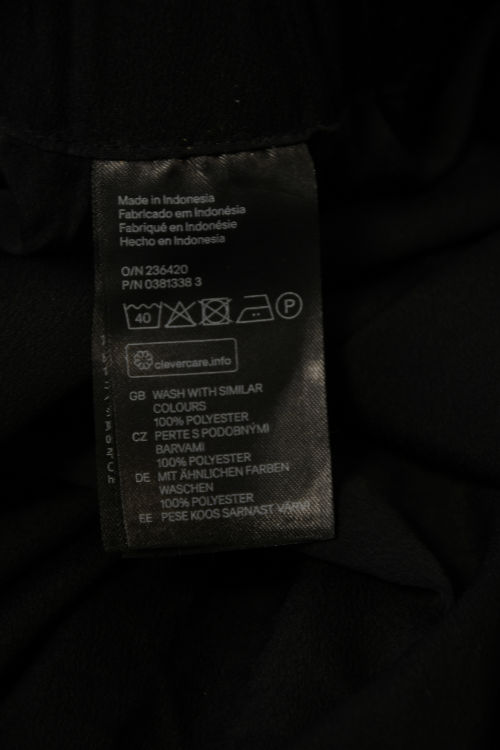 Made in Indonesia
Fabricado em Indonésia
Fabriqué en Indonésie
Hecho en Indonesia
O/N 236420
P/N 0381338 3
40 P
clevercare.info
GB WASH WITH SIMILAR
COLOURS
100% POLYESTER
CZ PERTE S PODOBNÝMI
BARVAMI
100% POLYESTER
DE MIT ÄHNLICHEN FARBEN
WASCHEN
100% POLYESTER
EE PESE KOOS SARNAST VÄRVI